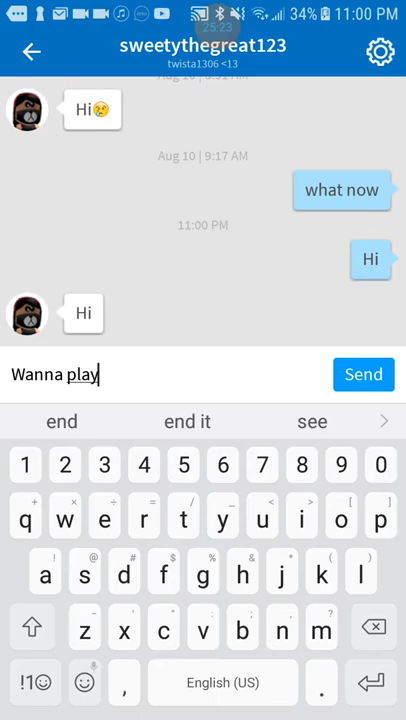 34% 11:00 PM
25:23
sweetythegreat123
twista1306 <13
Hi😢
Aug 10 | 9:17 AM
what now
11:00 PM
Hi
Hi
Wanna play
Send
end end it see
1 2 3 4 5 6 7 8 9 0
+ × ÷ = / _ < > [ ]
q w e r t y u i o p
! @ # $ % ^ & * ( )
a s d f g h j k l
- ' " : ; , ?
z x c v b n m
!1☺ , English (US) .